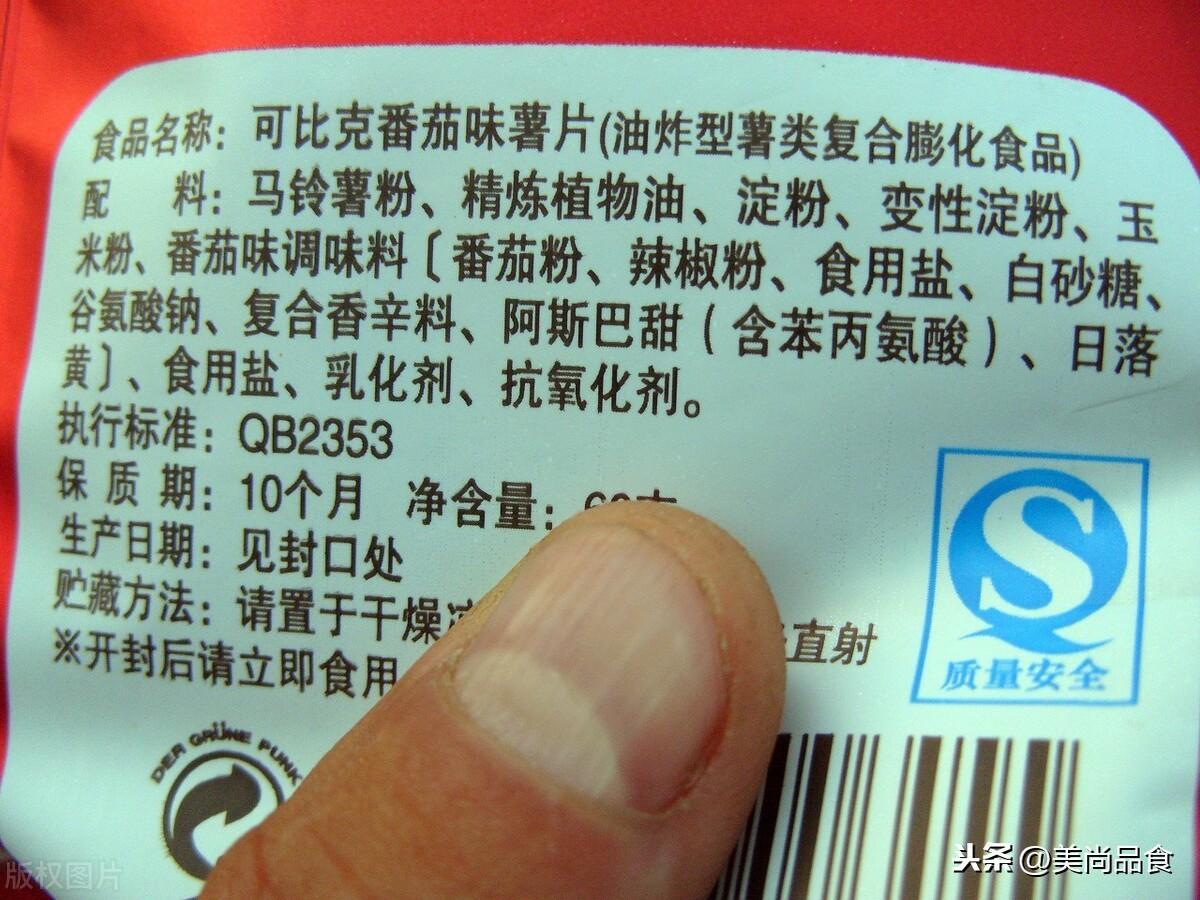 食品名称：可比克番茄味薯片(油炸型薯类复合膨化食品)
配 料：马铃薯粉、精炼植物油、淀粉、变性淀粉、玉
米粉、番茄味调味料〔番茄粉、辣椒粉、食用盐、白砂糖、
谷氨酸钠、复合香辛料、阿斯巴甜（含苯丙氨酸）、日落
黄〕、食用盐、乳化剂、抗氧化剂。
执行标准：QB2353
保 质 期：10个月 净含量：
生产日期：见封口处
贮藏方法：请置于干燥 直射
※开封后请立即食用
质量安全
DER GRÜNE PUNK
版权图片
头条 @美尚品食